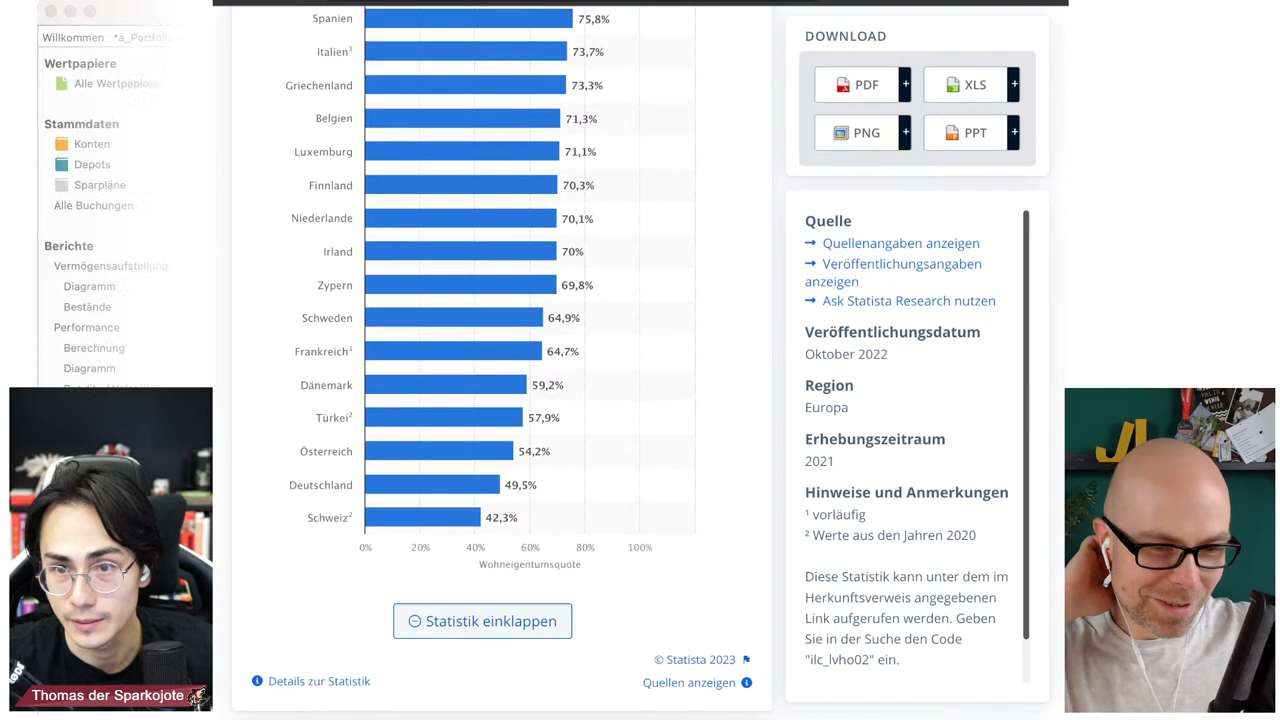 Willkommen *a_Portfolio
Wertpapiere
Alle Wertpapiere
Stammdaten
Konten
Depots
Sparpläne
Alle Buchungen
Berichte
Vermögensaufstellung
Diagramm
Bestände
Performance
Berechnung
Diagramm
Thomas der Sparkojote
Spanien 75,8%
Italien¹ 73,7%
Griechenland 73,3%
Belgien 71,3%
Luxemburg 71,1%
Finnland 70,3%
Niederlande 70,1%
Irland 70%
Zypern 69,8%
Schweden 64,9%
Frankreich¹ 64,7%
Dänemark 59,2%
Türkei² 57,9%
Österreich 54,2%
Deutschland 49,5%
Schweiz² 42,3%
0% 20% 40% 60% 80% 100%
Wohneigentumsquote
Statistik einklappen
© Statista 2023
Details zur Statistik
Quellen anzeigen
DOWNLOAD
PDF + XLS +
PNG + PPT +
Quelle
→ Quellenangaben anzeigen
→ Veröffentlichungsangaben
anzeigen
→ Ask Statista Research nutzen
Veröffentlichungsdatum
Oktober 2022
Region
Europa
Erhebungszeitraum
2021
Hinweise und Anmerkungen
¹ vorläufig
² Werte aus den Jahren 2020
Diese Statistik kann unter dem im
Herkunftsverweis angegebenen
Link aufgerufen werden. Geben
Sie in der Suche den Code
"ilc_lvho02" ein.